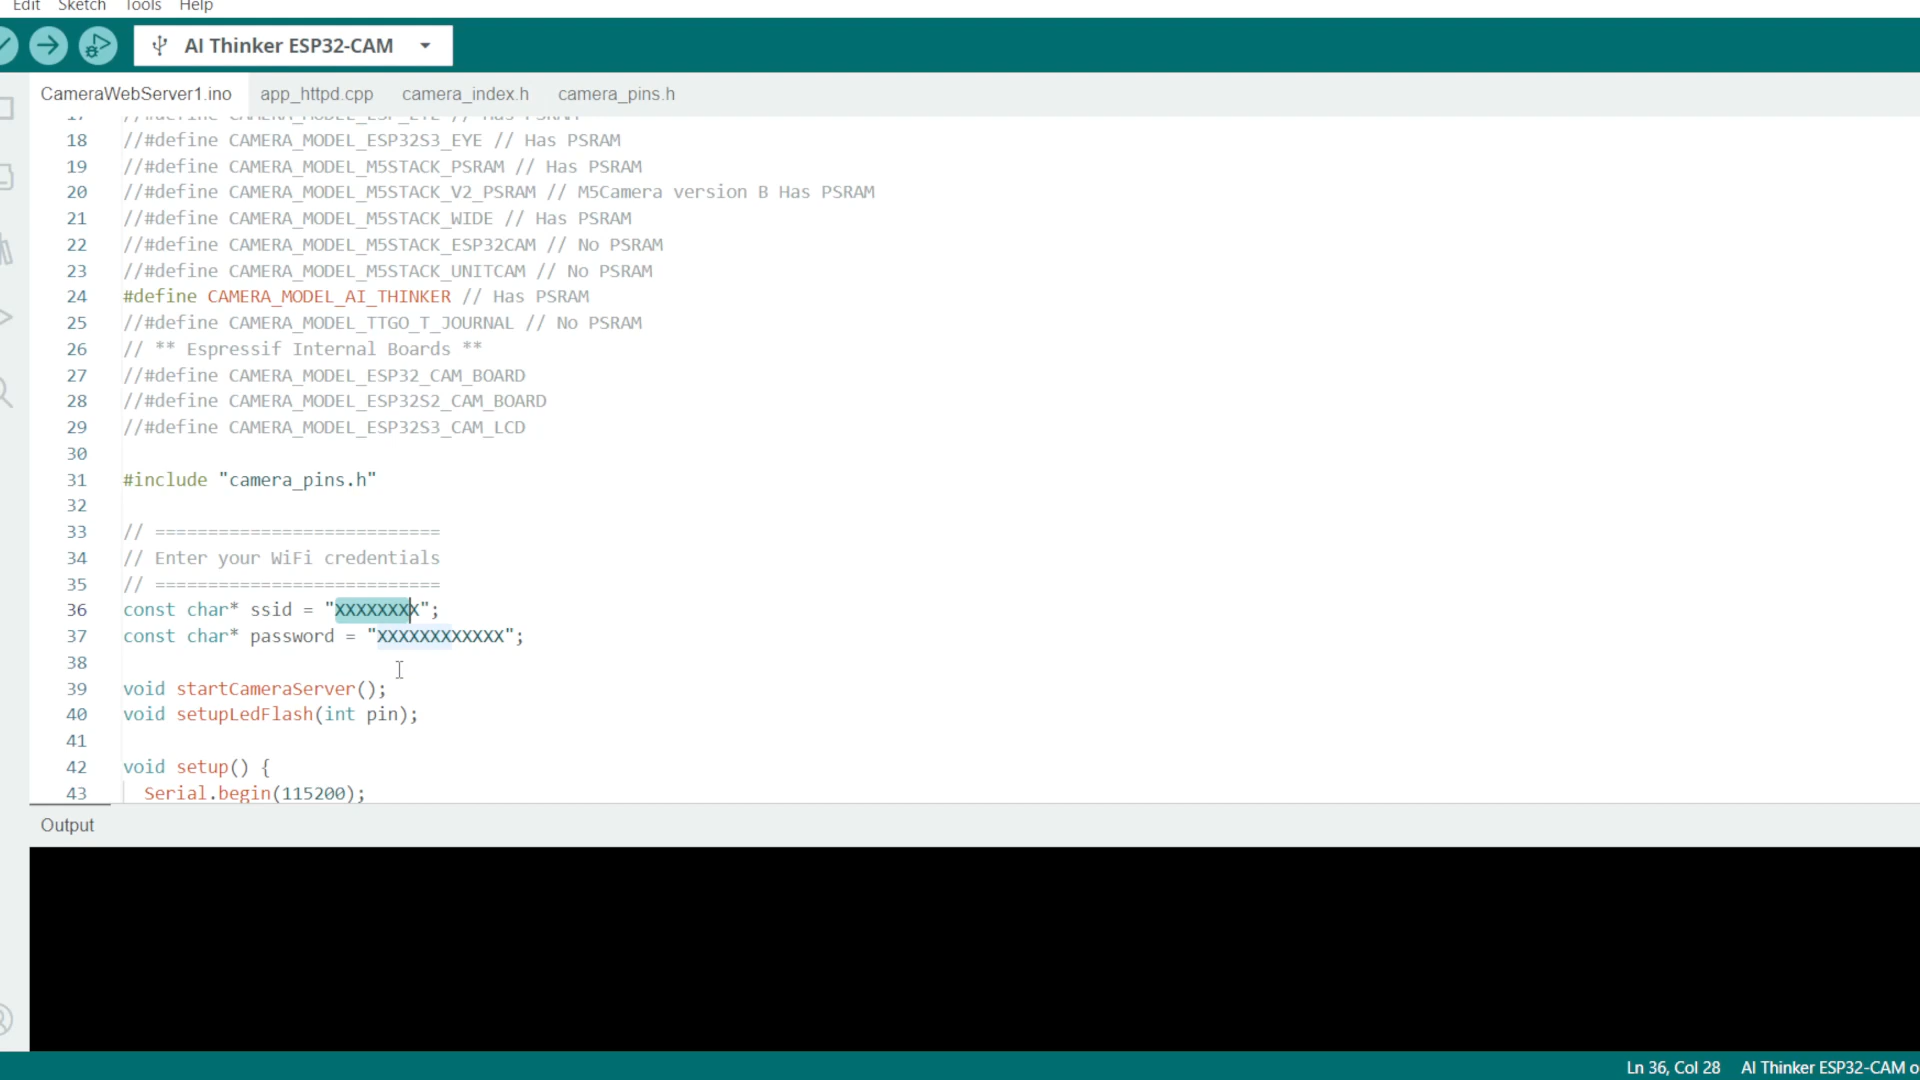 Edit Sketch Tools Help
AI Thinker ESP32-CAM
CameraWebServer1.ino app_httpd.cpp camera_index.h camera_pins.h
17 //#define CAMERA_MODEL_ESP_EYE // Has PSRAM
18 //#define CAMERA_MODEL_ESP32S3_EYE // Has PSRAM
19 //#define CAMERA_MODEL_M5STACK_PSRAM // Has PSRAM
20 //#define CAMERA_MODEL_M5STACK_V2_PSRAM // M5Camera version B Has PSRAM
21 //#define CAMERA_MODEL_M5STACK_WIDE // Has PSRAM
22 //#define CAMERA_MODEL_M5STACK_ESP32CAM // No PSRAM
23 //#define CAMERA_MODEL_M5STACK_UNITCAM // No PSRAM
24 #define CAMERA_MODEL_AI_THINKER // Has PSRAM
25 //#define CAMERA_MODEL_TTGO_T_JOURNAL // No PSRAM
26 // ** Espressif Internal Boards **
27 //#define CAMERA_MODEL_ESP32_CAM_BOARD
28 //#define CAMERA_MODEL_ESP32S2_CAM_BOARD
29 //#define CAMERA_MODEL_ESP32S3_CAM_LCD
30
31 #include "camera_pins.h"
32
33 // ===========================
34 // Enter your WiFi credentials
35 // ===========================
36 const char* ssid = "XXXXXXXX";
37 const char* password = "XXXXXXXXXXXX";
38
39 void startCameraServer();
40 void setupLedFlash(int pin);
41
42 void setup() {
43 Serial.begin(115200);
Output
Ln 36, Col 28 AI Thinker ESP32-CAM o